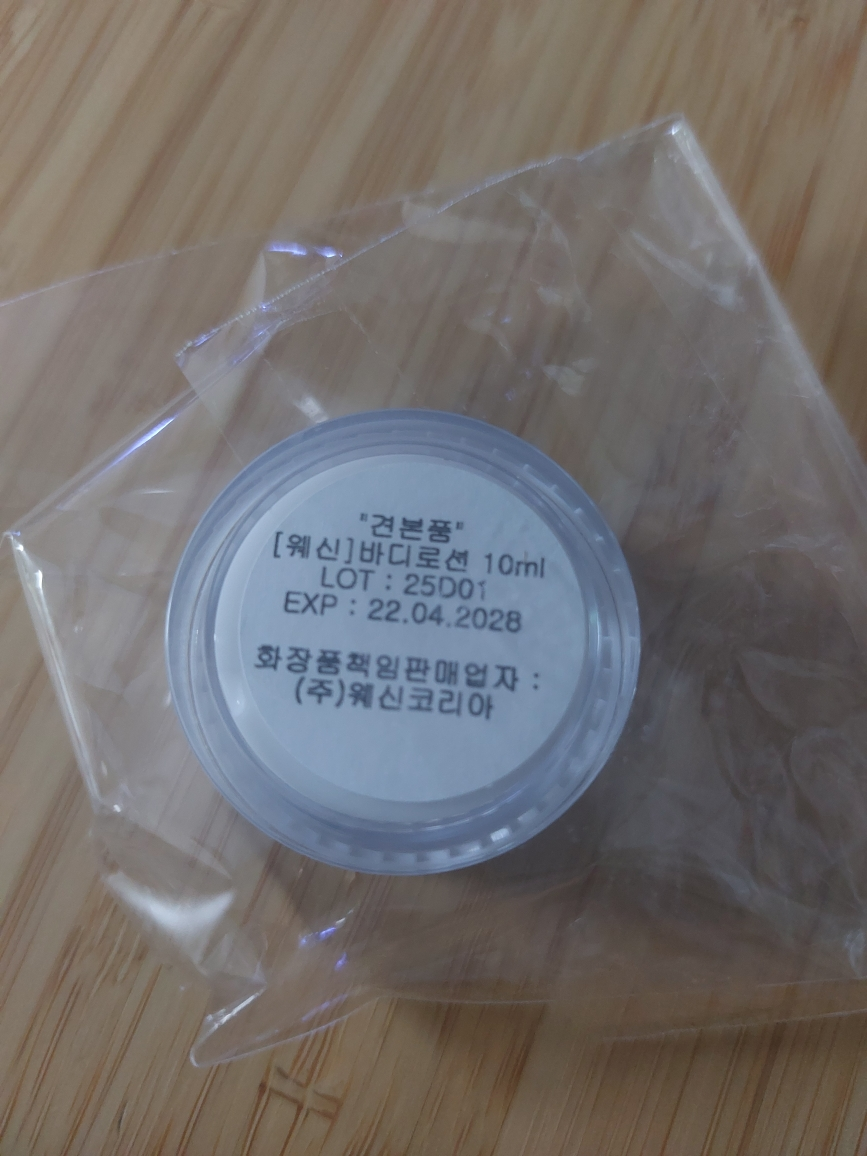 "견본품"
[웨신]바디로션 10ml
LOT : 25D01
EXP : 22.04.2028
화장품책임판매업자 :
(주)웨신코리아